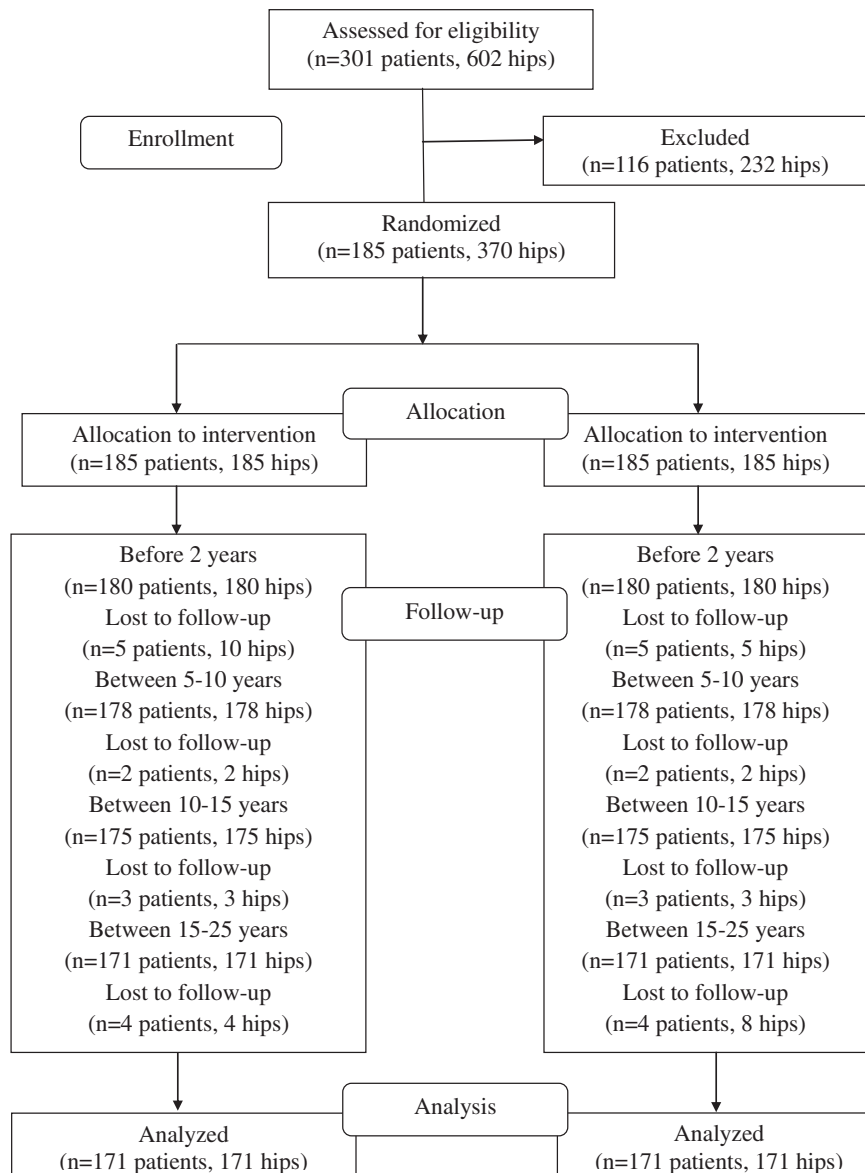 Assessed for eligibility
(n=301 patients, 602 hips)
Enrollment
Excluded
(n=116 patients, 232 hips)
Randomized
(n=185 patients, 370 hips)
Allocation
Allocation to intervention
(n=185 patients, 185 hips)
Allocation to intervention
(n=185 patients, 185 hips)
Before 2 years
(n=180 patients, 180 hips)
Lost to follow-up
(n=5 patients, 10 hips)
Between 5-10 years
(n=178 patients, 178 hips)
Lost to follow-up
(n=2 patients, 2 hips)
Between 10-15 years
(n=175 patients, 175 hips)
Lost to follow-up
(n=3 patients, 3 hips)
Between 15-25 years
(n=171 patients, 171 hips)
Lost to follow-up
(n=4 patients, 4 hips)
Follow-up
Before 2 years
(n=180 patients, 180 hips)
Lost to follow-up
(n=5 patients, 5 hips)
Between 5-10 years
(n=178 patients, 178 hips)
Lost to follow-up
(n=2 patients, 2 hips)
Between 10-15 years
(n=175 patients, 175 hips)
Lost to follow-up
(n=3 patients, 3 hips)
Between 15-25 years
(n=171 patients, 171 hips)
Lost to follow-up
(n=4 patients, 8 hips)
Analysis
Analyzed
(n=171 patients, 171 hips)
Analyzed
(n=171 patients, 171 hips)